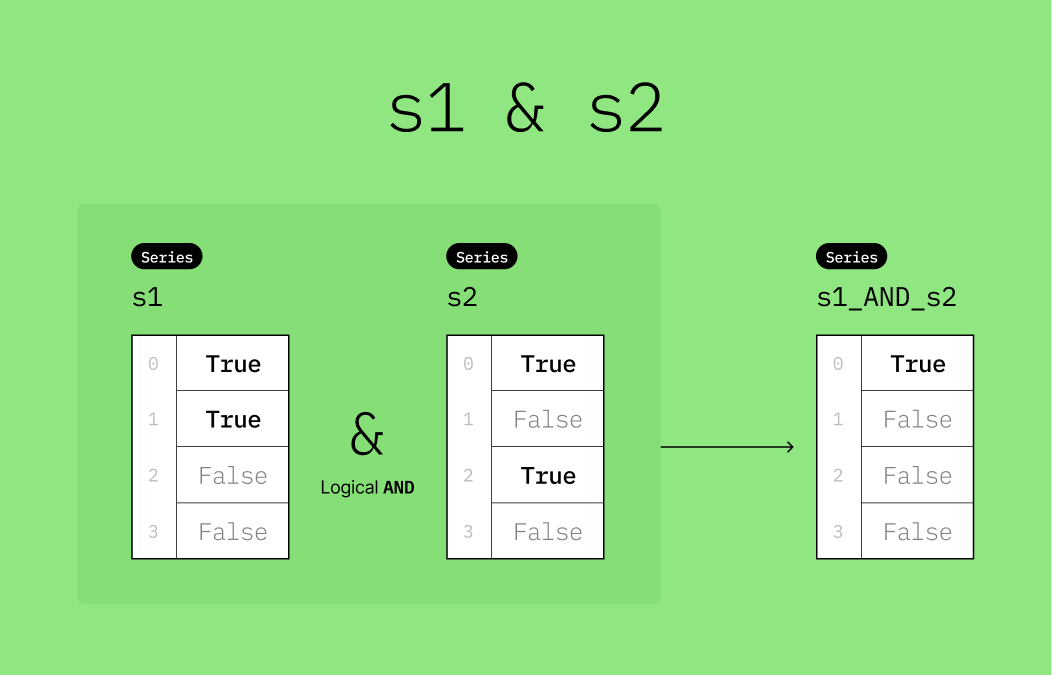 s1 & s2
Series Series Series
s1 s2 s1_AND_s2
0 True 0 True 0 True
1 True 1 False 1 False
&
2 False 2 True 2 False
Logical AND
3 False 3 False 3 False